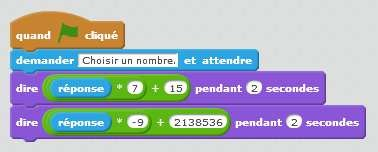 quand cliqué
demander Choisir un nombre. et attendre
dire réponse * 7 + 15 pendant 2 secondes
dire réponse * -9 + 2138536 pendant 2 secondes